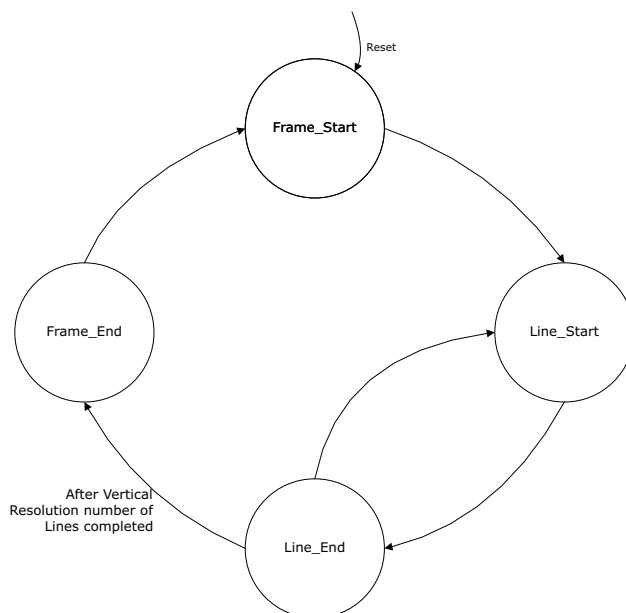 Reset
Frame_Start
Frame_End
Line_Start
After Vertical
Resolution number of
Lines completed
Line_End